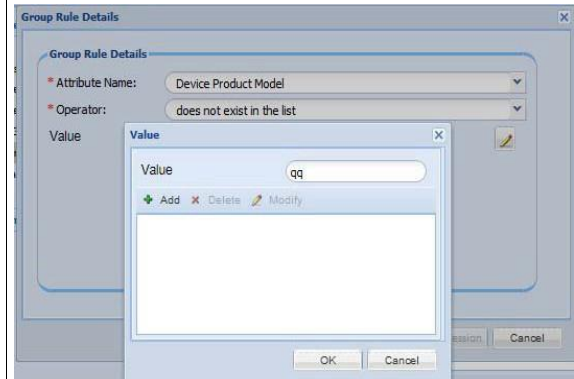 Group Rule Details
Group Rule Details
* Attribute Name: Device Product Model
* Operator: does not exist in the list
Value
Value
Value qq
Add Delete Modify
OK Cancel
Cancel